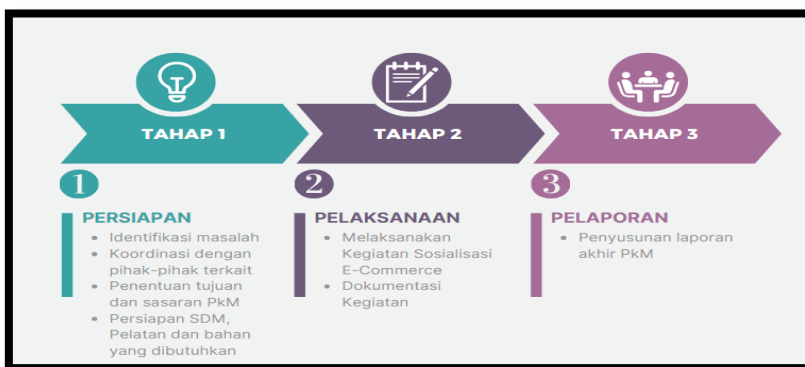 TAHAP 1
TAHAP 2
TAHAP 3
1
PERSIAPAN
• Identifikasi masalah
• Koordinasi dengan
pihak-pihak terkait
• Penentuan tujuan
dan sasaran PkM
• Persiapan SDM,
Pelatan dan bahan
yang dibutuhkan
2
PELAKSANAAN
• Melaksanakan
Kegiatan Sosialisasi
E-Commerce
• Dokumentasi
Kegiatan
3
PELAPORAN
• Penyusunan laporan
akhir PkM